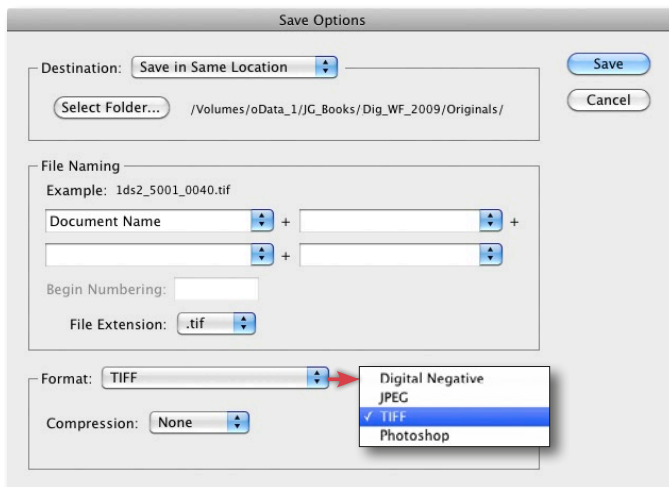 Save Options
Destination: Save in Same Location
Save
Select Folder... /Volumes/oData_1/JG_Books/Dig_WF_2009/Originals/
Cancel
File Naming
Example: 1ds2_5001_0040.tif
Document Name + +
+
Begin Numbering:
File Extension: .tif
Format: TIFF
Digital Negative
JPEG
✓ TIFF
Photoshop
Compression: None